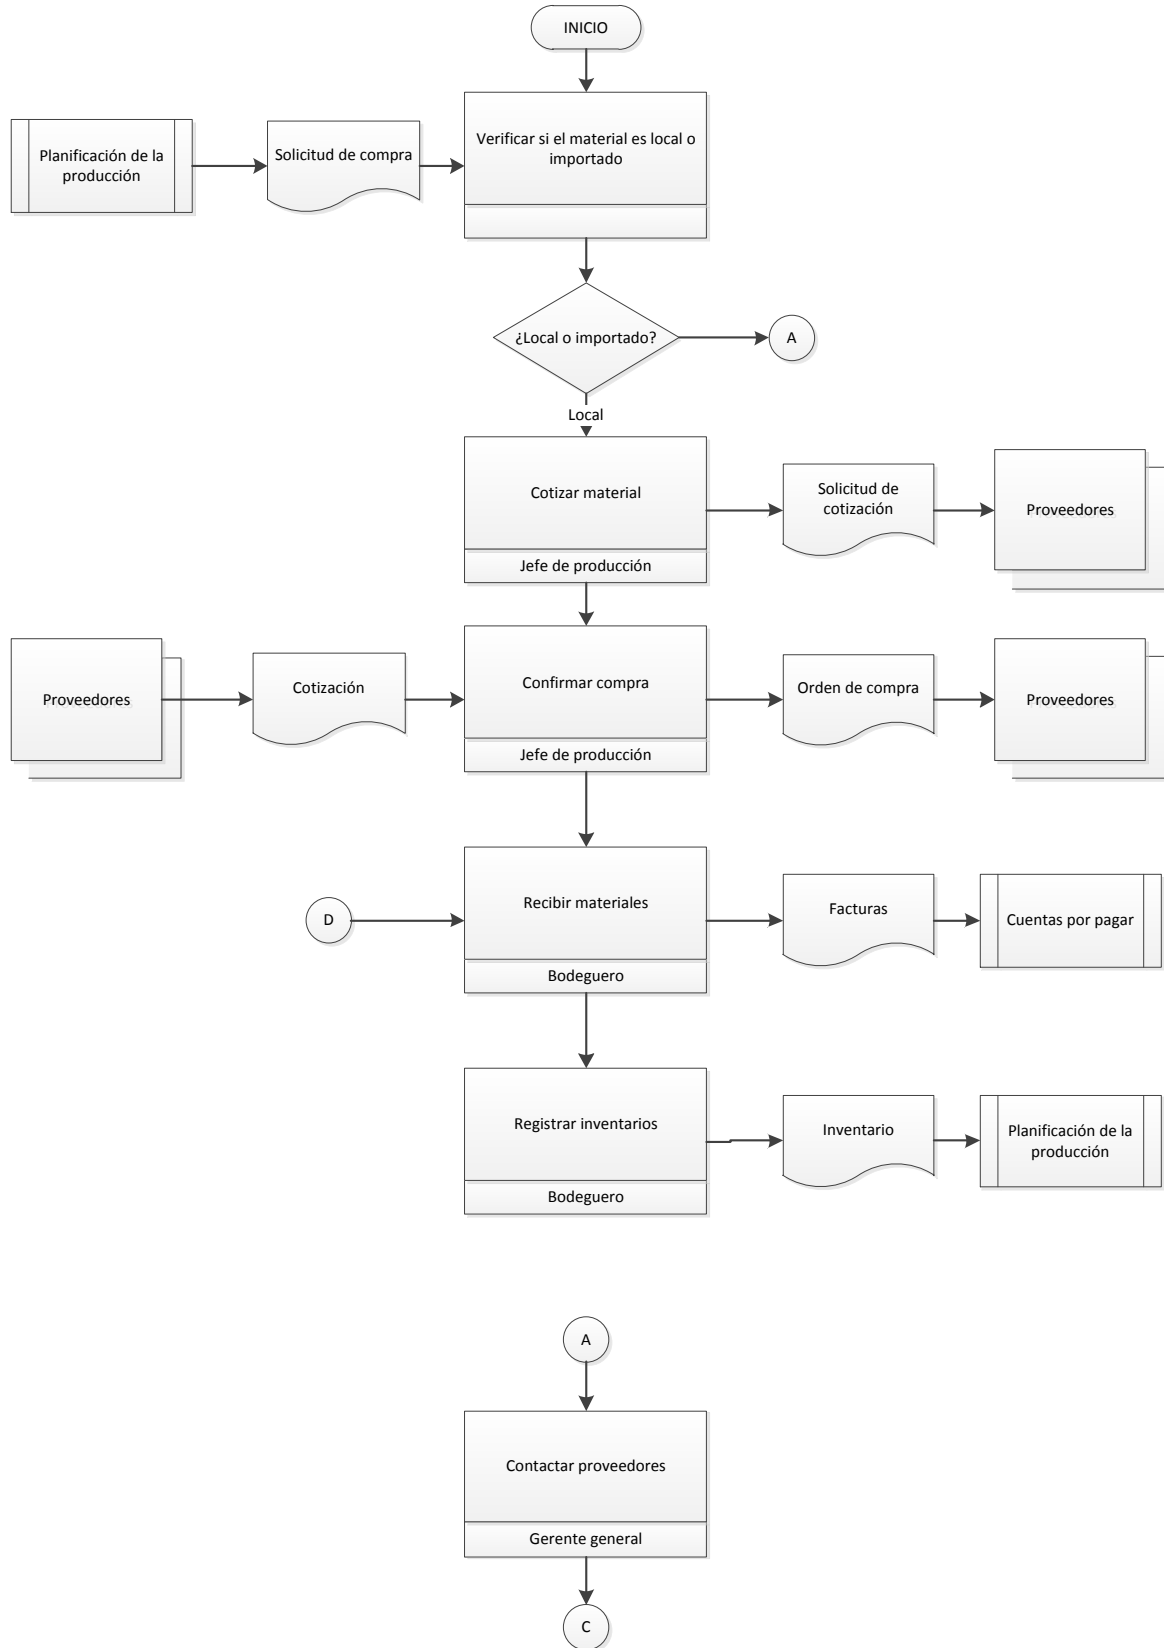 INICIO
Verificar si el material es local o
importado
Planificación de la
producción
Solicitud de compra
¿Local o importado?
A
Local
Cotizar material
Jefe de producción
Solicitud de
cotización
Proveedores
Proveedores
Cotización
Confirmar compra
Jefe de producción
Orden de compra
Proveedores
D
Recibir materiales
Bodeguero
Facturas
Cuentas por pagar
Registrar inventarios
Bodeguero
Inventario
Planificación de la
producción
A
Contactar proveedores
Gerente general
C